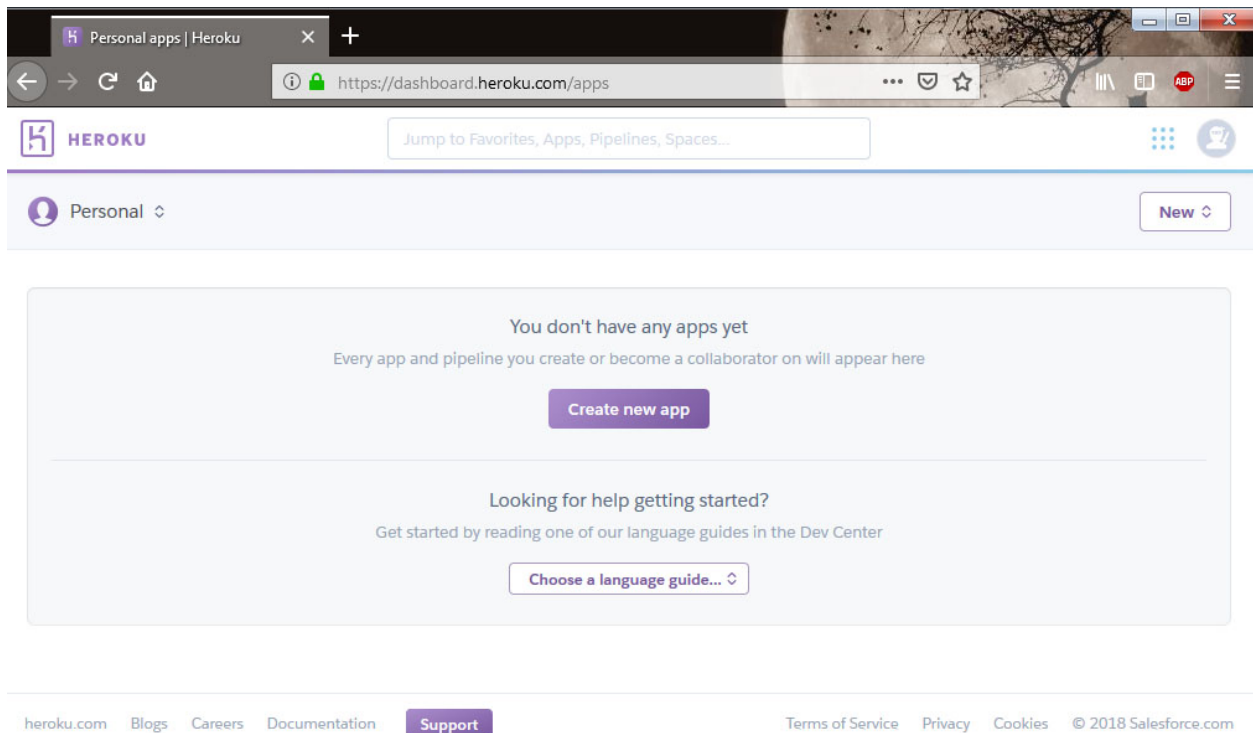 Personal apps | Heroku
https://dashboard.heroku.com/apps
ABP
HEROKU
Jump to Favorites, Apps, Pipelines, Spaces...
Personal
New
You don't have any apps yet
Every app and pipeline you create or become a collaborator on will appear here
Create new app
Looking for help getting started?
Get started by reading one of our language guides in the Dev Center
Choose a language guide...
heroku.com Blogs Careers Documentation Support Terms of Service Privacy Cookies © 2018 Salesforce.com